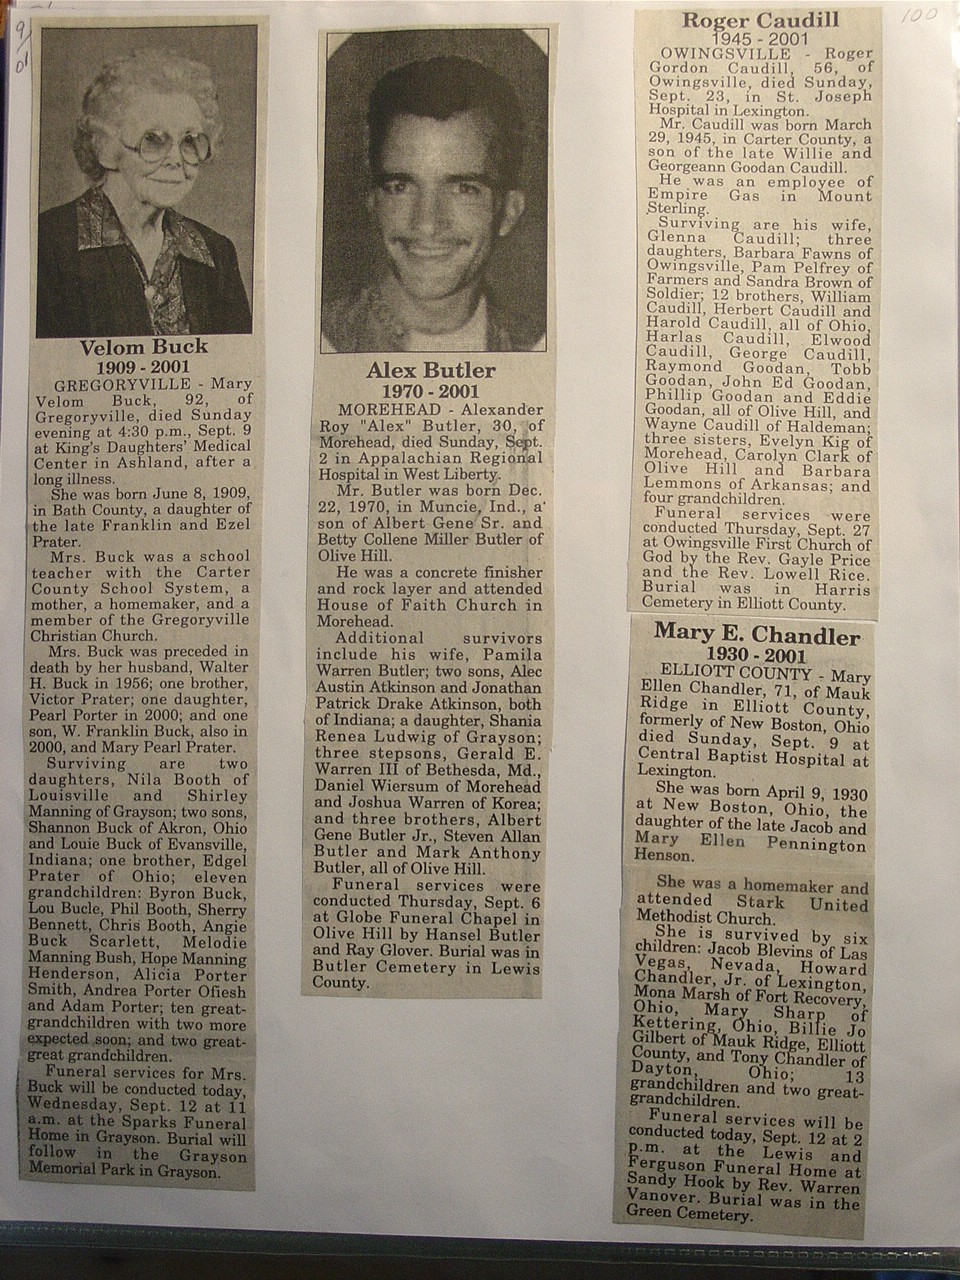 9/01
100
Velom Buck
1909 - 2001
GREGORYVILLE - Mary
Velom Buck, 92, of
Gregoryville, died Sunday
evening at 4:30 p.m., Sept. 9
at King's Daughters' Medical
Center in Ashland, after a
long illness.
She was born June 8, 1909,
in Bath County, a daughter of
the late Franklin and Ezel
Prater.
Mrs. Buck was a school
teacher with the Carter
County School System, a
mother, a homemaker, and a
member of the Gregoryville
Christian Church.
Mrs. Buck was preceded in
death by her husband, Walter
H. Buck in 1956; one brother,
Victor Prater; one daughter,
Pearl Porter in 2000; and one
son, W. Franklin Buck, also in
2000, and Mary Pearl Prater.
Surviving are two
daughters, Nila Booth of
Louisville and Shirley
Manning of Grayson; two sons,
Shannon Buck of Akron, Ohio
and Louie Buck of Evansville,
Indiana; one brother, Edgel
Prater of Ohio; eleven
grandchildren: Byron Buck,
Lou Bucle, Phil Booth, Sherry
Bennett, Chris Booth, Angie
Buck Scarlett, Melodie
Manning Bush, Hope Manning
Henderson, Alicia Porter
Smith, Andrea Porter Ofiesh
and Adam Porter; ten great-
grandchildren with two more
expected soon; and two great-
great grandchildren.
Funeral services for Mrs.
Buck will be conducted today,
Wednesday, Sept. 12 at 11
a.m. at the Sparks Funeral
Home in Grayson. Burial will
follow in the Grayson
Memorial Park in Grayson.
Alex Butler
1970 - 2001
MOREHEAD - Alexander
Roy "Alex" Butler, 30, of
Morehead, died Sunday, Sept.
2 in Appalachian Regional
Hospital in West Liberty.
Mr. Butler was born Dec.
22, 1970, in Muncie, Ind., a
son of Albert Gene Sr. and
Betty Collene Miller Butler of
Olive Hill.
He was a concrete finisher
and rock layer and attended
House of Faith Church in
Morehead.
Additional survivors
include his wife, Pamila
Warren Butler; two sons, Alec
Austin Atkinson and Jonathan
Patrick Drake Atkinson, both
of Indiana; a daughter, Shania
Renea Ludwig of Grayson;
three stepsons, Gerald E.
Warren III of Bethesda, Md.,
Daniel Wiersum of Morehead
and Joshua Warren of Korea;
and three brothers, Albert
Gene Butler Jr., Steven Allan
Butler and Mark Anthony
Butler, all of Olive Hill.
Funeral services were
conducted Thursday, Sept. 6
at Globe Funeral Chapel in
Olive Hill by Hansel Butler
and Ray Glover. Burial was in
Butler Cemetery in Lewis
County.
Roger Caudill
1945 - 2001
OWINGSVILLE - Roger
Gordon Caudill, 56, of
Owingsville, died Sunday,
Sept. 23, in St. Joseph
Hospital in Lexington.
Mr. Caudill was born March
29, 1945, in Carter County, a
son of the late Willie and
Georgeann Goodan Caudill.
He was an employee of
Empire Gas in Mount
Sterling.
Surviving are his wife,
Glenna Caudill; three
daughters, Barbara Fawns of
Owingsville, Pam Pelfrey of
Farmers and Sandra Brown of
Soldier; 12 brothers, William
Caudill, Herbert Caudill and
Harold Caudill, all of Ohio,
Harlas Caudill, Elwood
Caudill, George Caudill,
Raymond Goodan, Tobb
Goodan, John Ed Goodan,
Phillip Goodan and Eddie
Goodan, all of Olive Hill, and
Wayne Caudill of Haldeman;
three sisters, Evelyn Kig of
Morehead, Carolyn Clark of
Olive Hill and Barbara
Lemmons of Arkansas; and
four grandchildren.
Funeral services were
conducted Thursday, Sept. 27
at Owingsville First Church of
God by the Rev. Gayle Price
and the Rev. Lowell Rice.
Burial was in Harris
Cemetery in Elliott County.
Mary E. Chandler
1930 - 2001
ELLIOTT COUNTY - Mary
Ellen Chandler, 71, of Mauk
Ridge in Elliott County,
formerly of New Boston, Ohio
died Sunday, Sept. 9 at
Central Baptist Hospital at
Lexington.
She was born April 9, 1930
at New Boston, Ohio, the
daughter of the late Jacob and
Mary Ellen Pennington
Henson.
She was a homemaker and
attended Stark United
Methodist Church.
She is survived by six
children: Jacob Blevins of Las
Vegas, Nevada, Howard
Chandler, Jr. of Lexington,
Mona Marsh of Fort Recovery,
Ohio, Mary Sharp of
Kettering, Ohio, Billie Jo
Gilbert of Mauk Ridge, Elliott
County, and Tony Chandler of
Dayton, Ohio; 13
grandchildren and two great-
grandchildren.
Funeral services will be
conducted today, Sept. 12 at 2
p.m. at the Lewis and
Ferguson Funeral Home at
Sandy Hook by Rev. Warren
Vanover. Burial was in the
Green Cemetery.